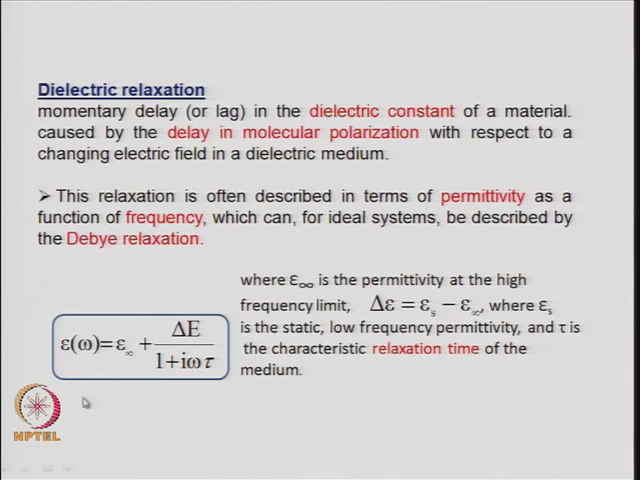 Dielectric relaxation
momentary delay (or lag) in the dielectric constant of a material.
caused by the delay in molecular polarization with respect to a
changing electric field in a dielectric medium.
➢ This relaxation is often described in terms of permittivity as a
function of frequency, which can, for ideal systems, be described by
the Debye relaxation.
where ε∞ is the permittivity at the high
frequency limit, Δε = εs − ε∞, where εs
is the static, low frequency permittivity, and τ is
the characteristic relaxation time of the
medium.
ε(ω)=ε∞ + ΔE / 1+iωτ
NPTEL